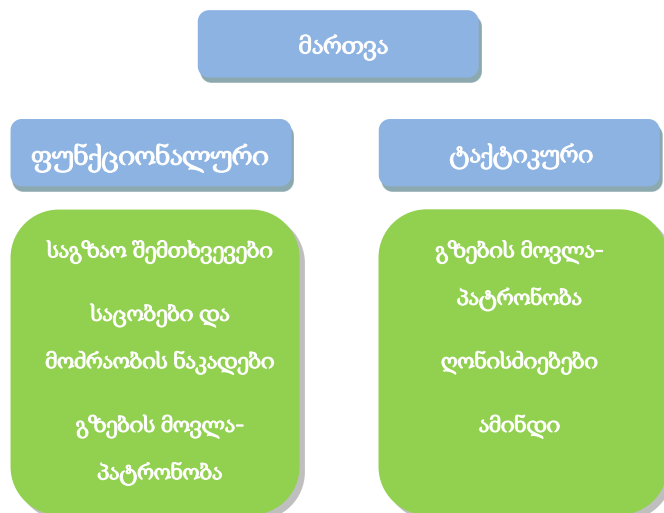 მართვა
ფუნქციონალური
საგზაო შემთხვევები
საცობები და
მოძრაობის ნაკადები
გზების მოვლა-
პატრონობა
ტაქტიკური
გზების მოვლა-
პატრონობა
ღონისძიებები
ამინდი